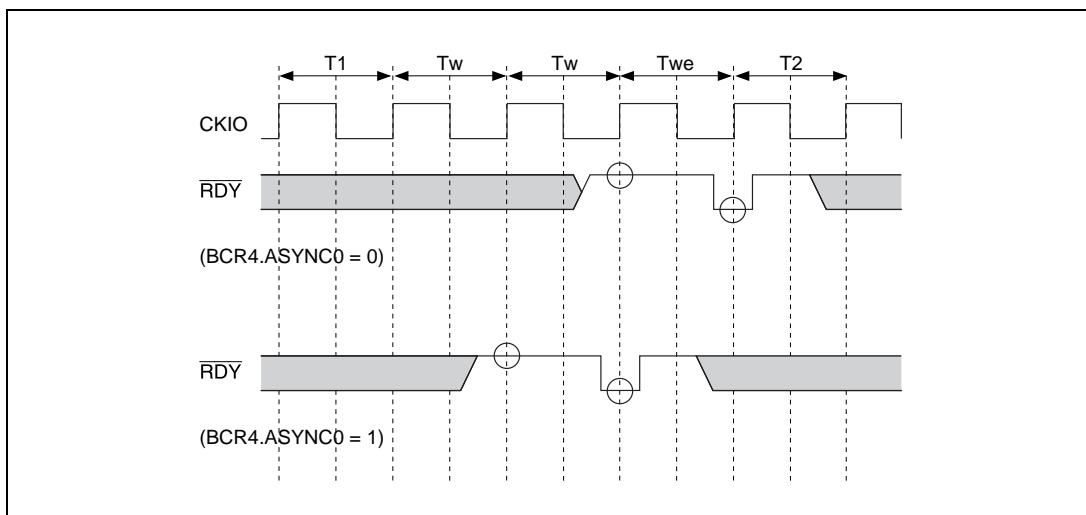 T1 Tw Tw Twe T2
CKIO
RDY
(BCR4.ASYNC0 = 0)
RDY
(BCR4.ASYNC0 = 1)